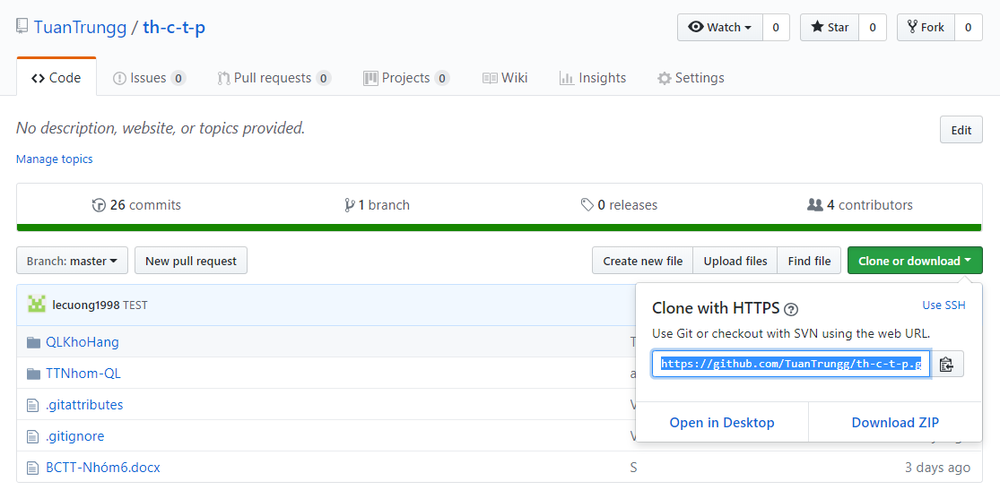 TuanTrungg / th-c-t-p
Watch 0 Star 0 Fork 0
Code Issues 0 Pull requests 0 Projects 0 Wiki Insights Settings
No description, website, or topics provided. Edit
Manage topics
26 commits 1 branch 0 releases 4 contributors
Branch: master New pull request Create new file Upload files Find file Clone or download
lecuong1998 TEST
Clone with HTTPS ? Use SSH
Use Git or checkout with SVN using the web URL.
https://github.com/TuanTrungg/th-c-t-p.g
Open in Desktop Download ZIP
QLKhoHang T
TTNhom-QL a
.gitattributes V
.gitignore V
BCTT-Nhóm6.docx S 3 days ago